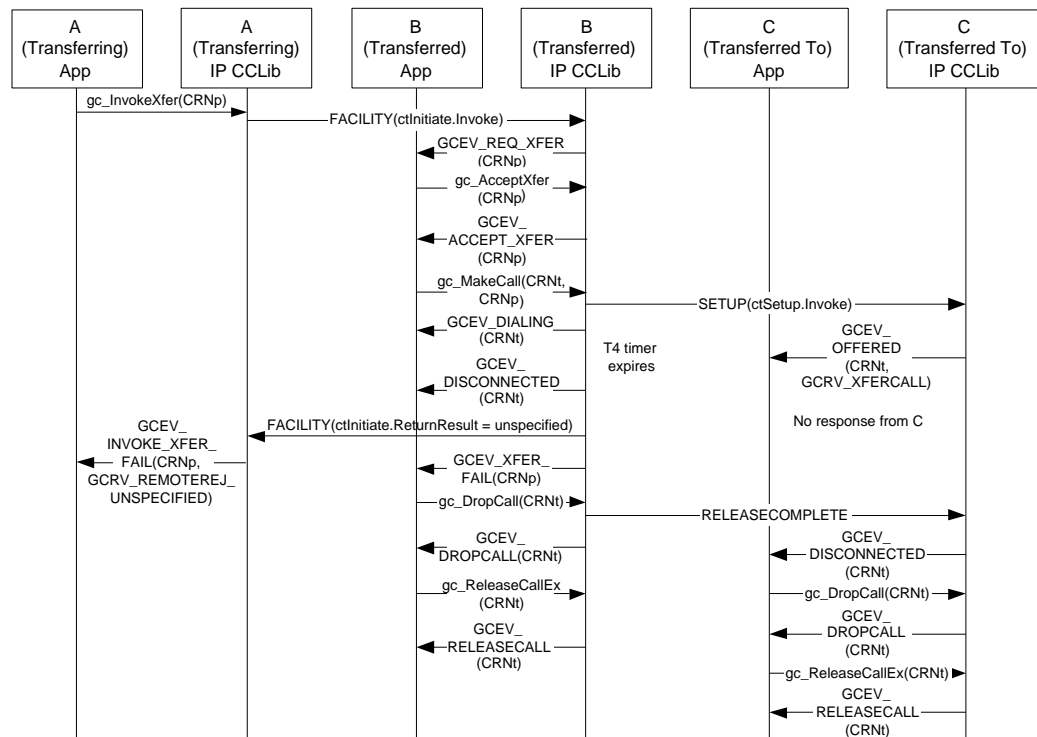 A
(Transferring)
App
A
(Transferring)
IP CCLib
B
(Transferred)
App
B
(Transferred)
IP CCLib
C
(Transferred To)
App
C
(Transferred To)
IP CCLib
gc_InvokeXfer(CRNp)
FACILITY(ctInitiate.Invoke)
GCEV_REQ_XFER
(CRNp)
gc_AcceptXfer
(CRNp)
GCEV_
ACCEPT_XFER
(CRNp)
gc_MakeCall(CRNt,
CRNp)
SETUP(ctSetup.Invoke)
GCEV_DIALING
(CRNt)
T4 timer
expires
GCEV_
OFFERED
(CRNt,
GCRV_XFERCALL)
GCEV_
DISCONNECTED
(CRNt)
No response from C
FACILITY(ctInitiate.ReturnResult = unspecified)
GCEV_
INVOKE_XFER_
FAIL(CRNp,
GCRV_REMOTEREJ_
UNSPECIFIED)
GCEV_XFER_
FAIL(CRNp)
gc_DropCall(CRNt)
RELEASECOMPLETE
GCEV_
DROPCALL(CRNt)
GCEV_
DISCONNECTED
(CRNt)
gc_ReleaseCallEx
(CRNt)
gc_DropCall(CRNt)
GCEV_
DROPCALL
(CRNt)
GCEV_
RELEASECALL
(CRNt)
gc_ReleaseCallEx(CRNt)
GCEV_
RELEASECALL
(CRNt)